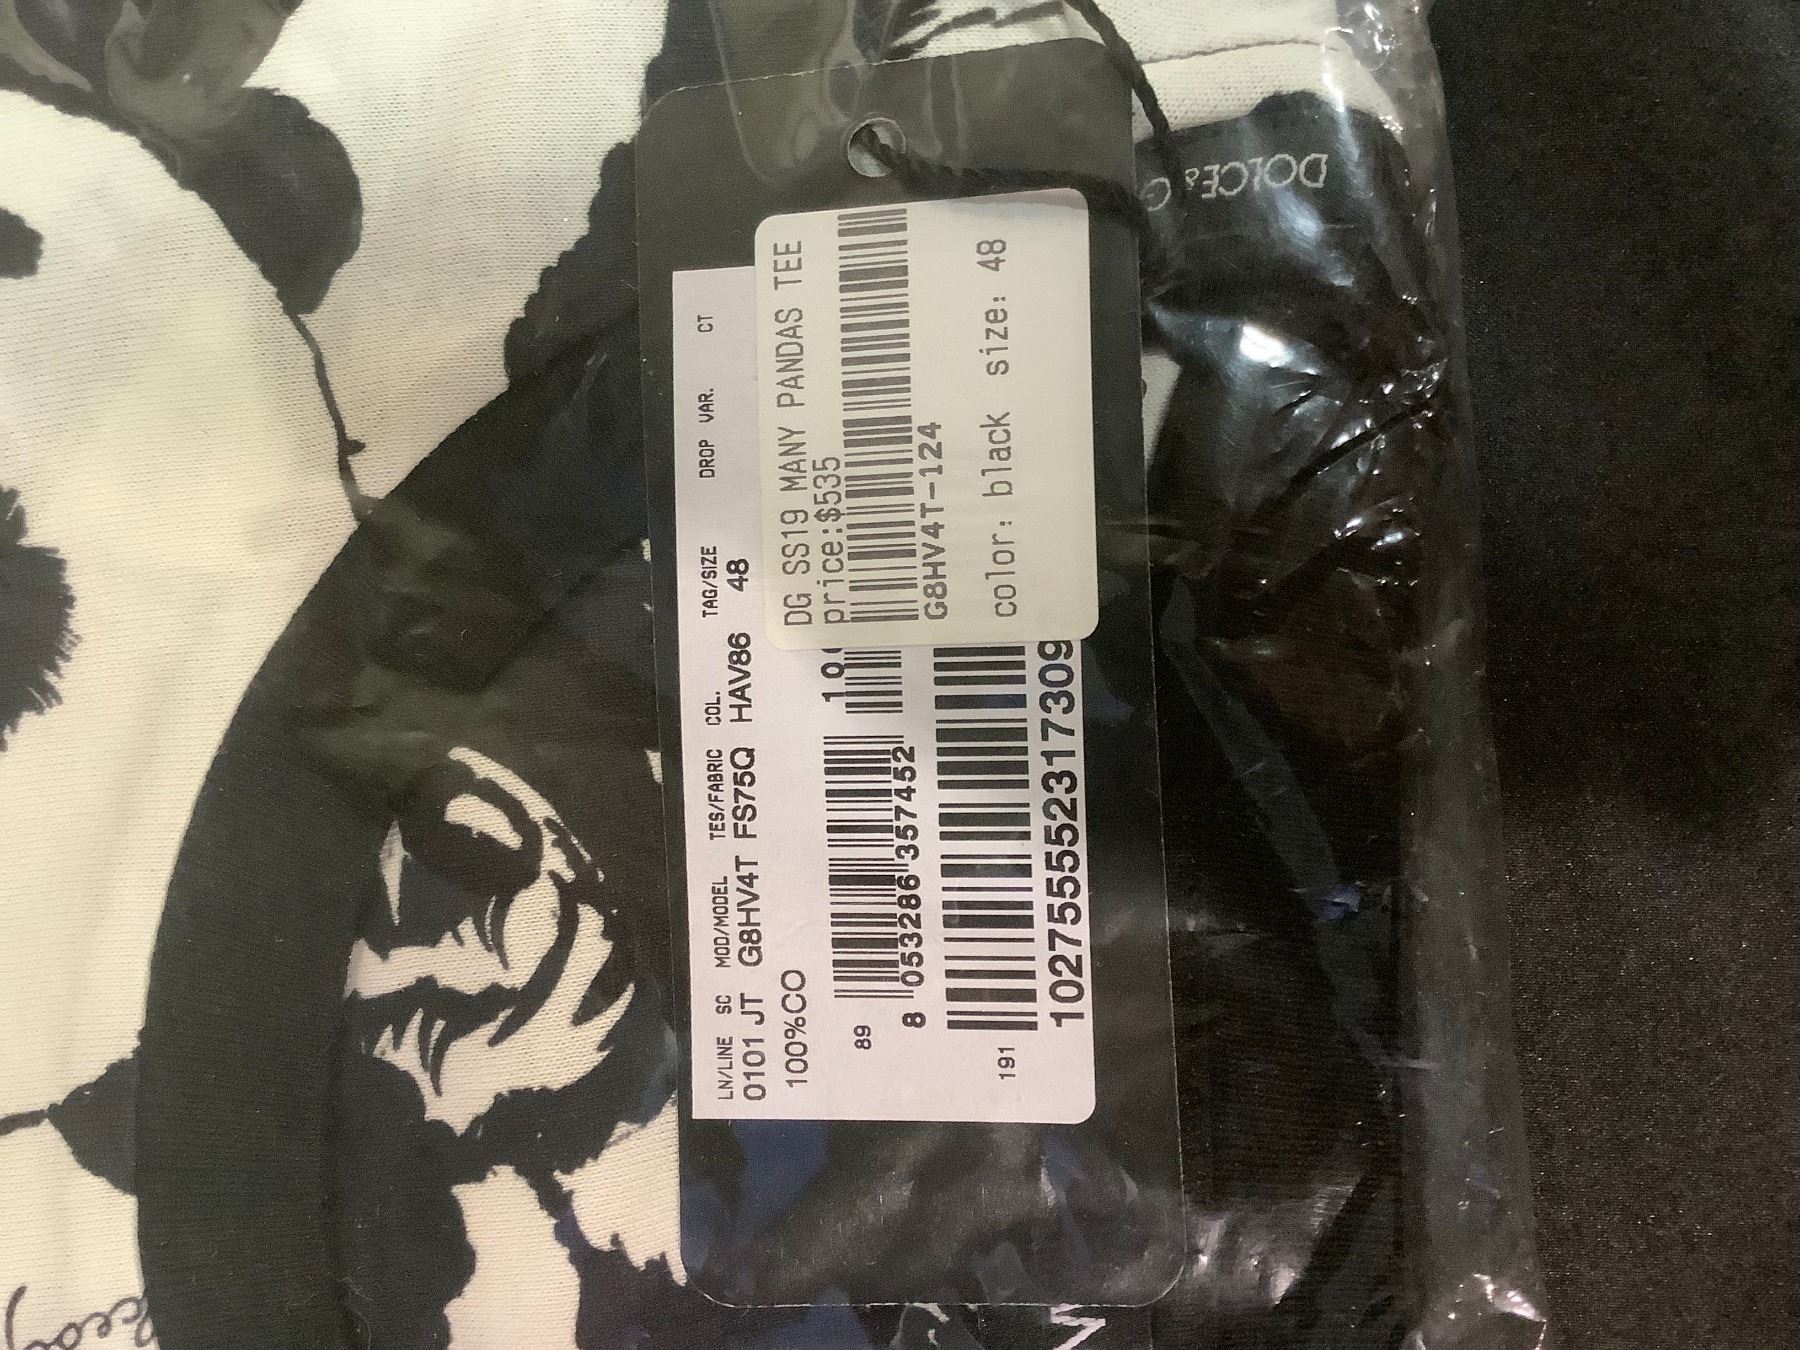 DOLCE & G
DG SS19 MANY PANDAS TEE
price:$535
G8HV4T-124
color: black size: 48
LN/LINE SC MOD/MODEL TES/FABRIC COL. TAG/SIZE DROP VAR. CT
0101 JT G8HV4T FS75Q HAV86 48
100%CO
89
8 053286 357452
191
102755552317309